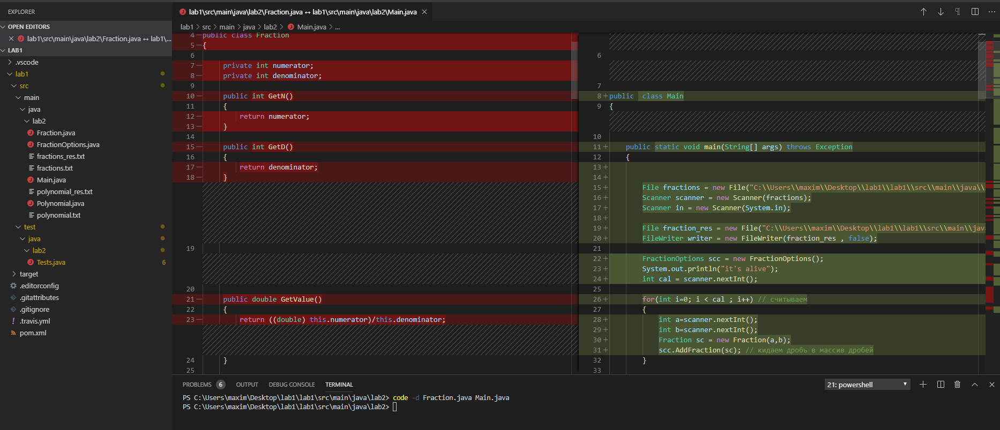 EXPLORER
OPEN EDITORS
lab1\src\main\java\lab2\Fraction.java ↔ lab1\...
LAB1
.vscode
lab1
src
main
java
lab2
Fraction.java
FractionOptions.java
fractions_res.txt
fractions.txt
Main.java
polynomial_res.txt
Polynomial.java
polynomial.txt
test
java
lab2
Tests.java 6
target
.editorconfig
.gitattributes
.gitignore
.travis.yml
pom.xml
lab1\src\main\java\lab2\Fraction.java ↔ lab1\src\main\java\lab2\Main.java
lab1 > src > main > java > lab2 > Main.java > ...
4 public class Fraction
5 {
6
7 private int numerator;
8 private int denominator;
9
10 public int GetN()
11 {
12 return numerator;
13 }
14
15 public int GetD()
16 {
17 return denominator;
18 }
19
20
21 public double GetValue()
22 {
23 return ((double) this.numerator)/this.denominator;
24 }
25
6
7
8 public  class Main
9 {
10
11 public static void main(String[] args) throws Exception
12 {
13
14
15 File fractions = new File("C:\\Users\\maxim\\Desktop\\lab1\\lab1\\src\\main\\java\\
16 Scanner scanner = new Scanner(fractions);
17 Scanner in = new Scanner(System.in);
18
19 File fraction_res = new File("C:\\Users\\maxim\\Desktop\\lab1\\lab1\\src\\main\\jav
20 FileWriter writer = new FileWriter(fraction_res , false);
21
22 FractionOptions scc = new FractionOptions();
23 System.out.println("it's alive");
24 int cal = scanner.nextInt();
25
26 for(int i=0; i < cal ; i++) // считываем
27 {
28 int a=scanner.nextInt();
29 int b=scanner.nextInt();
30 Fraction sc = new Fraction(a,b);
31 scc.AddFraction(sc); // кидаем дробь в массив дробей
32 }
33
PROBLEMS 6 OUTPUT DEBUG CONSOLE TERMINAL 21: powershell
PS C:\Users\maxim\Desktop\lab1\lab1\src\main\java\lab2> code -d Fraction.java Main.java
PS C:\Users\maxim\Desktop\lab1\lab1\src\main\java\lab2>